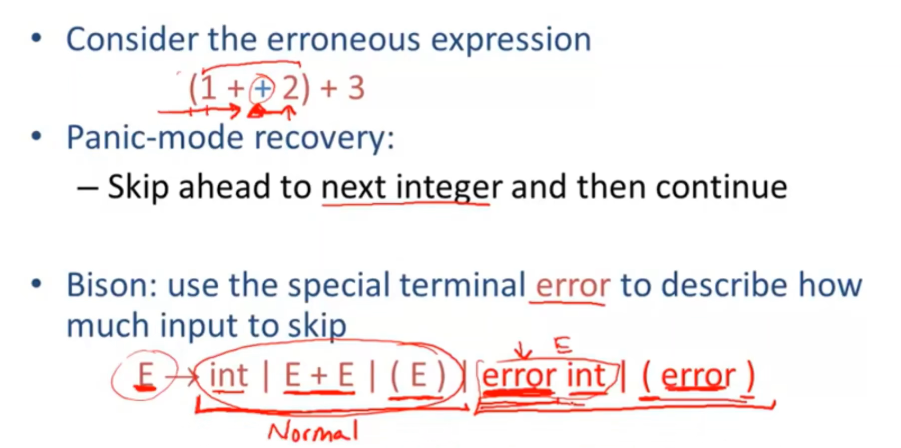 • Consider the erroneous expression
(1 + + 2) + 3
• Panic-mode recovery:
– Skip ahead to next integer and then continue
• Bison: use the special terminal error to describe how
much input to skip
E
E → int | E + E | ( E ) | error int | ( error )
Normal